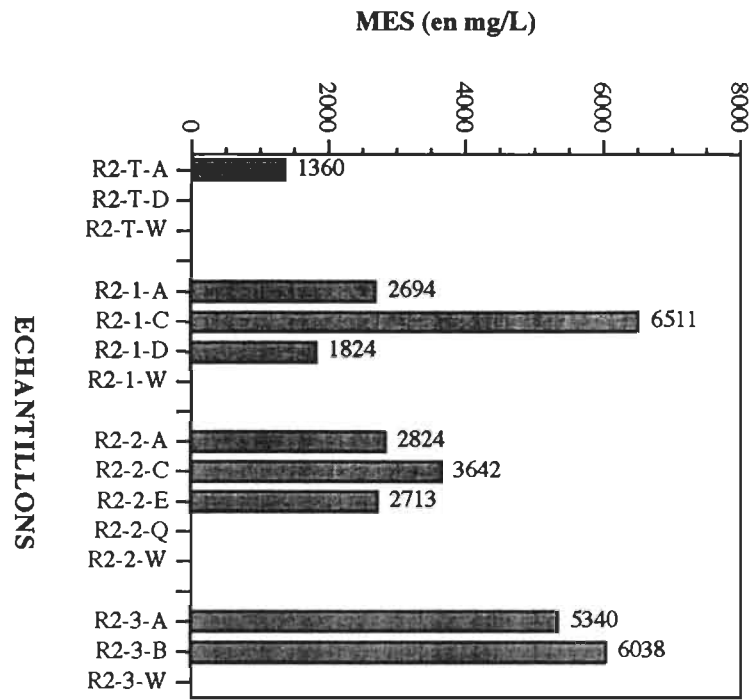 MES (en mg/L)
0 2000 4000 6000 8000
ECHANTILLONS
R2-T-A 1360
R2-T-D
R2-T-W
R2-1-A 2694
R2-1-C 6511
R2-1-D 1824
R2-1-W
R2-2-A 2824
R2-2-C 3642
R2-2-E 2713
R2-2-Q
R2-2-W
R2-3-A 5340
R2-3-B 6038
R2-3-W